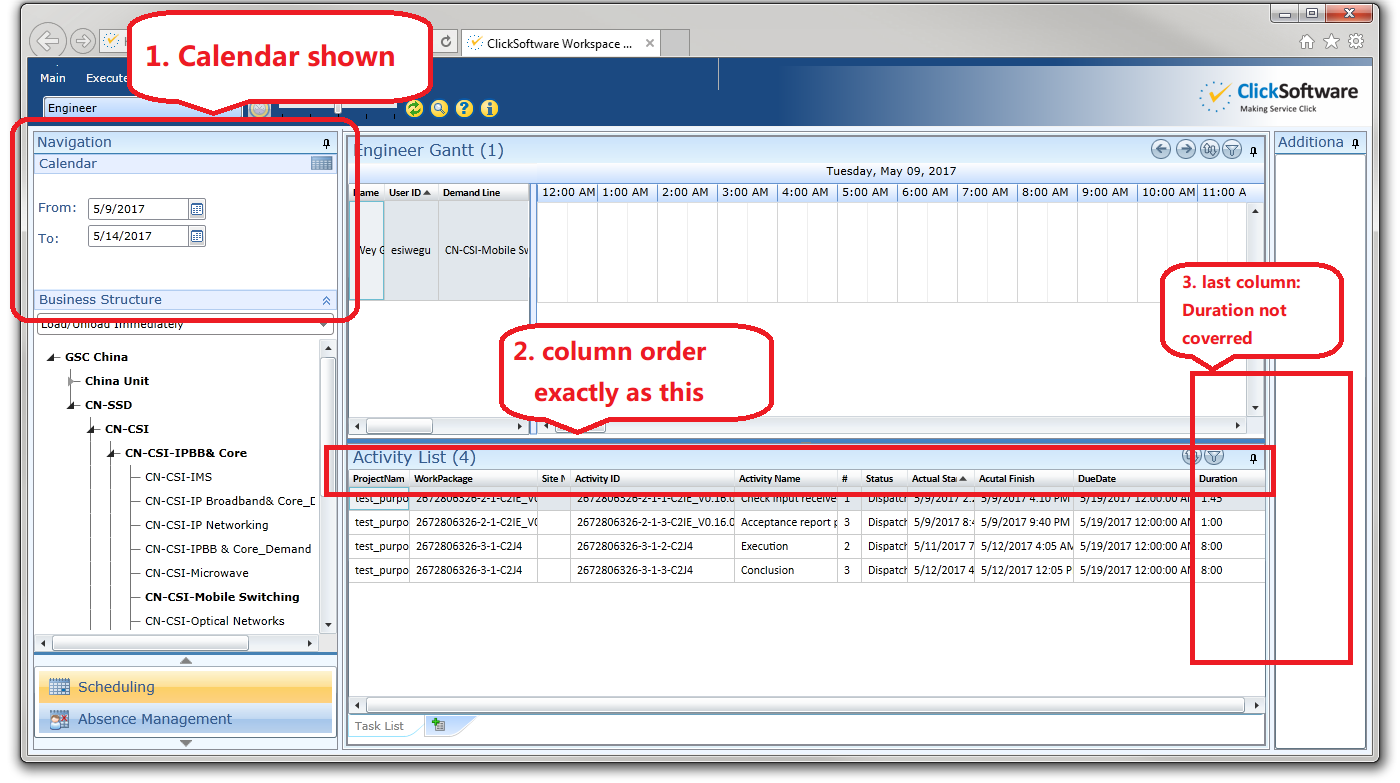 1. Calendar shown
ClickSoftware Workspace ...
Main Execute
Engineer
ClickSoftware
Making Service Click
Navigation
Calendar
From: 5/9/2017
To: 5/14/2017
Business Structure
Load/Unload Immediately
GSC China
China Unit
CN-SSD
CN-CSI
CN-CSI-IPBB& Core
CN-CSI-IMS
CN-CSI-IP Broadband& Core_D
CN-CSI-IP Networking
CN-CSI-IPBB & Core_Demand
CN-CSI-Microwave
CN-CSI-Mobile Switching
CN-CSI-Optical Networks
Scheduling
Absence Management
Engineer Gantt (1)
Tuesday, May 09, 2017
Name User ID Demand Line 12:00 AM 1:00 AM 2:00 AM 3:00 AM 4:00 AM 5:00 AM 6:00 AM 7:00 AM 8:00 AM 9:00 AM 10:00 AM 11:00 A
Wey G esiwegu CN-CSI-Mobile Sw
Additiona
3. last column:
Duration not
coverred
2. column order
exactly as this
Activity List (4)
ProjectNam WorkPackage Site N Activity ID Activity Name # Status Actual Sta Acutal Finish DueDate Duration
test_purpo 2672806326-2-1-C2IE_V0 2672806326-2-1-1-C2IE_V0.16.0 Check input receive 1 Dispatch 5/9/2017 2:2 5/9/2017 4:10 PM 5/19/2017 12:00:00 AM 1:45
test_purpo 2672806326-2-1-C2IE_V0 2672806326-2-1-3-C2IE_V0.16.0 Acceptance report p 3 Dispatch 5/9/2017 8:4 5/9/2017 9:40 PM 5/19/2017 12:00:00 AM 1:00
test_purpo 2672806326-3-1-C2J4 2672806326-3-1-2-C2J4 Execution 2 Dispatch 5/11/2017 7 5/12/2017 4:05 AM 5/19/2017 12:00:00 AM 8:00
test_purpo 2672806326-3-1-C2J4 2672806326-3-1-3-C2J4 Conclusion 3 Dispatch 5/12/2017 4 5/12/2017 12:05 P 5/19/2017 12:00:00 AM 8:00
Task List